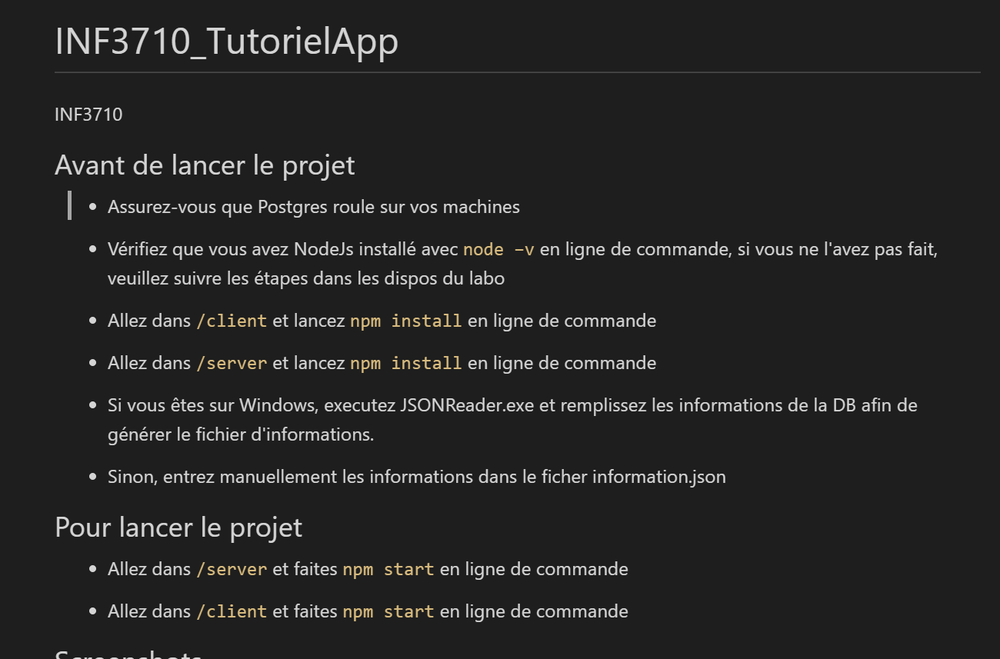 INF3710_TutorielApp
INF3710
Avant de lancer le projet
Assurez-vous que Postgres roule sur vos machines
Vérifiez que vous avez NodeJs installé avec node –v en ligne de commande, si vous ne l'avez pas fait,
veuillez suivre les étapes dans les dispos du labo
Allez dans /client et lancez npm install en ligne de commande
Allez dans /server et lancez npm install en ligne de commande
Si vous êtes sur Windows, executez JSONReader.exe et remplissez les informations de la DB afin de
générer le fichier d'informations.
Sinon, entrez manuellement les informations dans le ficher information.json
Pour lancer le projet
Allez dans /server et faites npm start en ligne de commande
Allez dans /client et faites npm start en ligne de commande
Screenshots